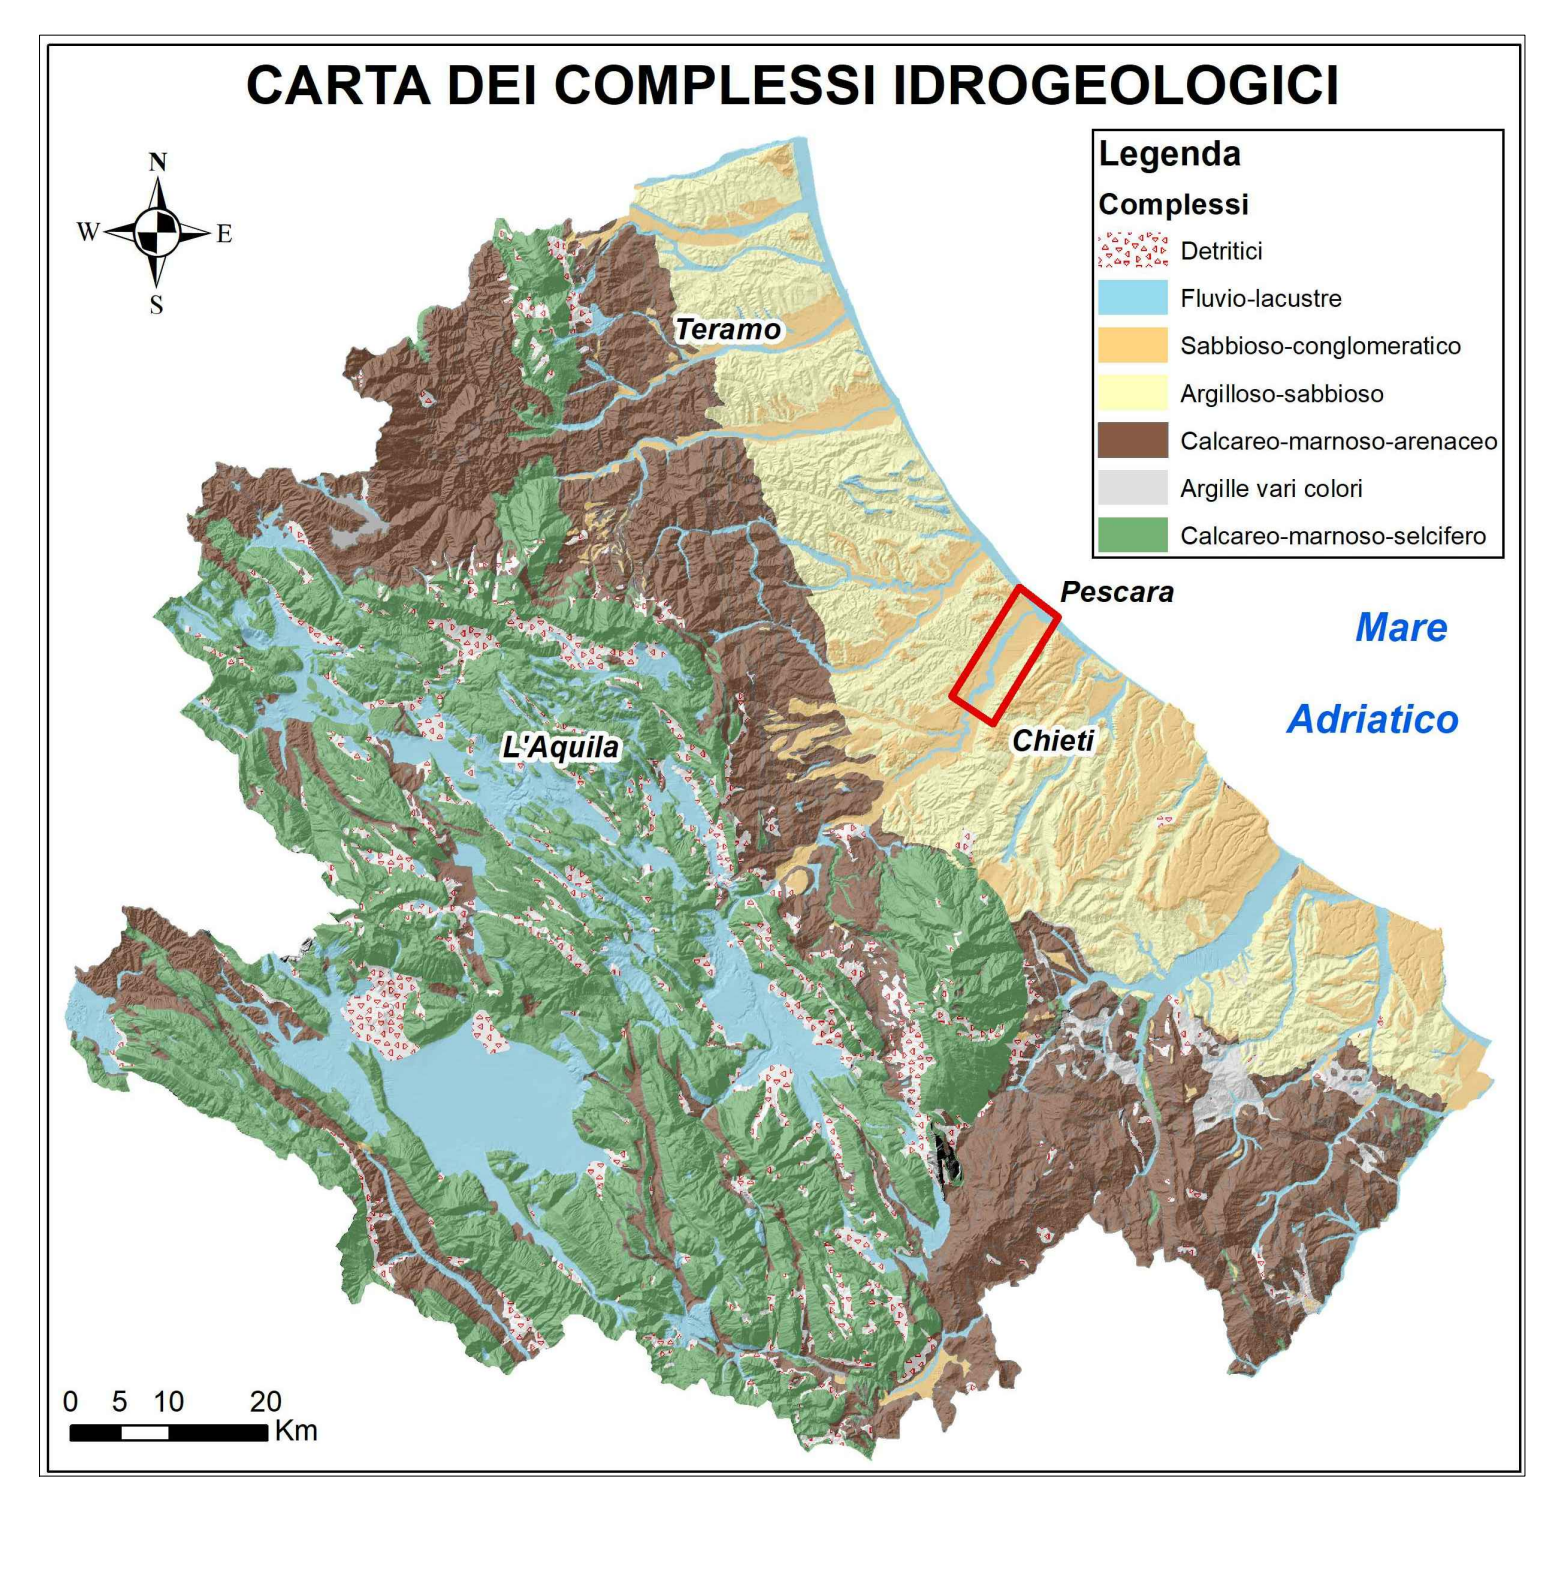 CARTA DEI COMPLESSI IDROGEOLOGICI
N
W E
S
Legenda
Complessi
Detritici
Fluvio-lacustre
Sabbioso-conglomeratico
Argilloso-sabbioso
Calcareo-marnoso-arenaceo
Argille vari colori
Calcareo-marnoso-selcifero
Teramo
Pescara
Mare
Adriatico
L'Aquila
Chieti
0 5 10 20
Km